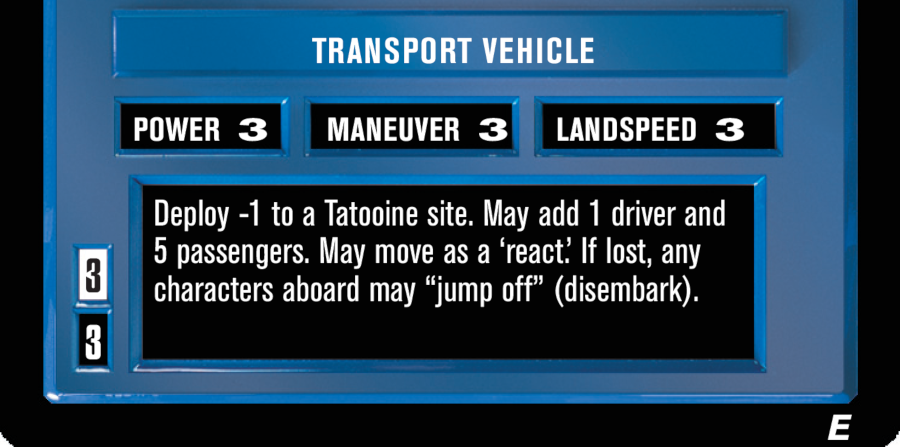 TRANSPORT VEHICLE
POWER 3 MANEUVER 3 LANDSPEED 3
Deploy -1 to a Tatooine site. May add 1 driver and
5 passengers. May move as a ‘react’. If lost, any
characters aboard may “jump off” (disembark).
3
3
E